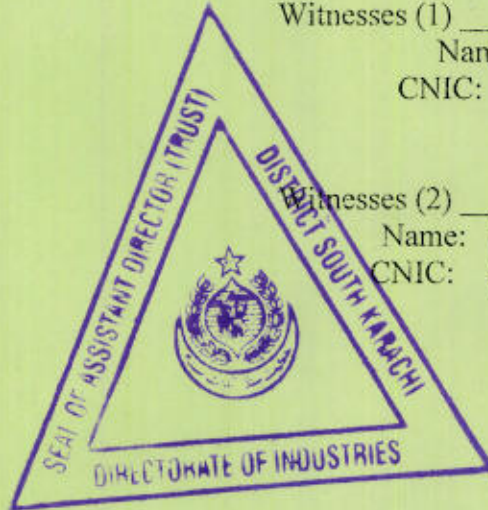 Witnesses (1) __
Nam
CNIC:
Witnesses (2) __
Name:
CNIC:
SEAL OF ASSISTANT DIRECTOR (TRUST)
DISTRICT SOUTH KARACHI
DIRECTORATE OF INDUSTRIES